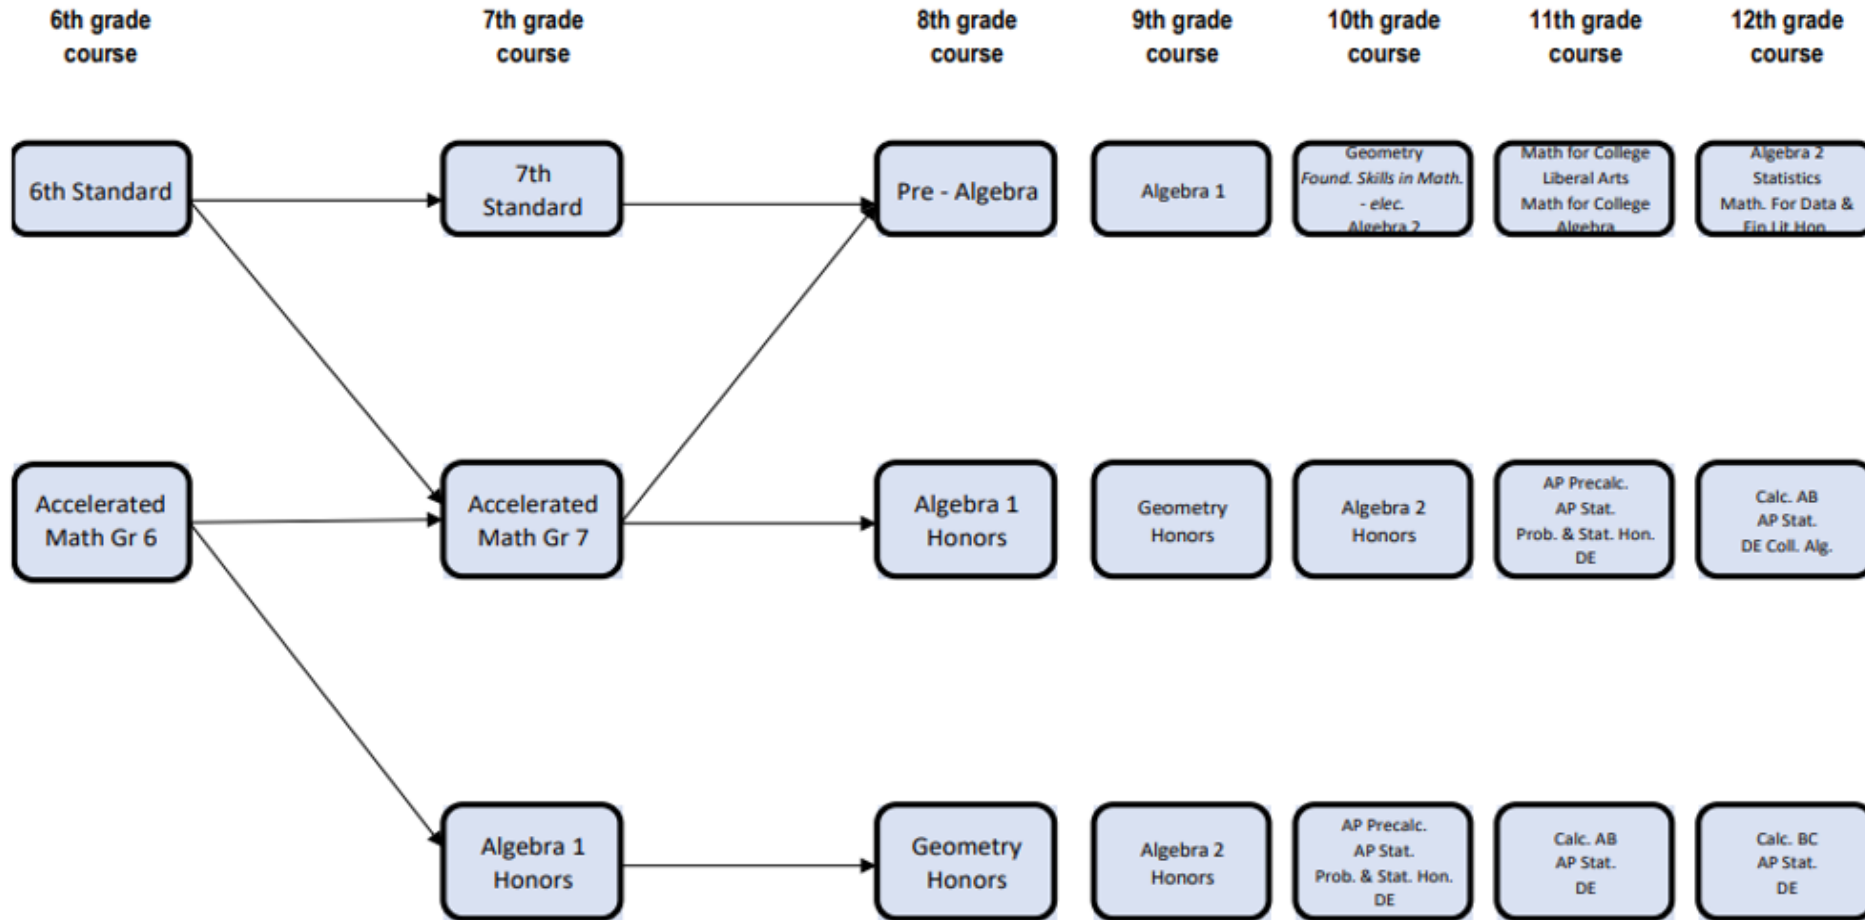 6th grade
course
7th grade
course
8th grade
course
9th grade
course
10th grade
course
11th grade
course
12th grade
course
6th Standard
7th
Standard
Pre - Algebra
Algebra 1
Geometry
Found. Skills in Math.
- elec.
Algebra 2
Math for College
Liberal Arts
Math for College
Algebra
Algebra 2
Statistics
Math. For Data &
Fin Lit Hon
Accelerated
Math Gr 6
Accelerated
Math Gr 7
Algebra 1
Honors
Geometry
Honors
Algebra 2
Honors
AP Precalc.
AP Stat.
Prob. & Stat. Hon.
DE
Calc. AB
AP Stat.
DE Coll. Alg.
Algebra 1
Honors
Geometry
Honors
Algebra 2
Honors
AP Precalc.
AP Stat.
Prob. & Stat. Hon.
DE
Calc. AB
AP Stat.
DE
Calc. BC
AP Stat.
DE